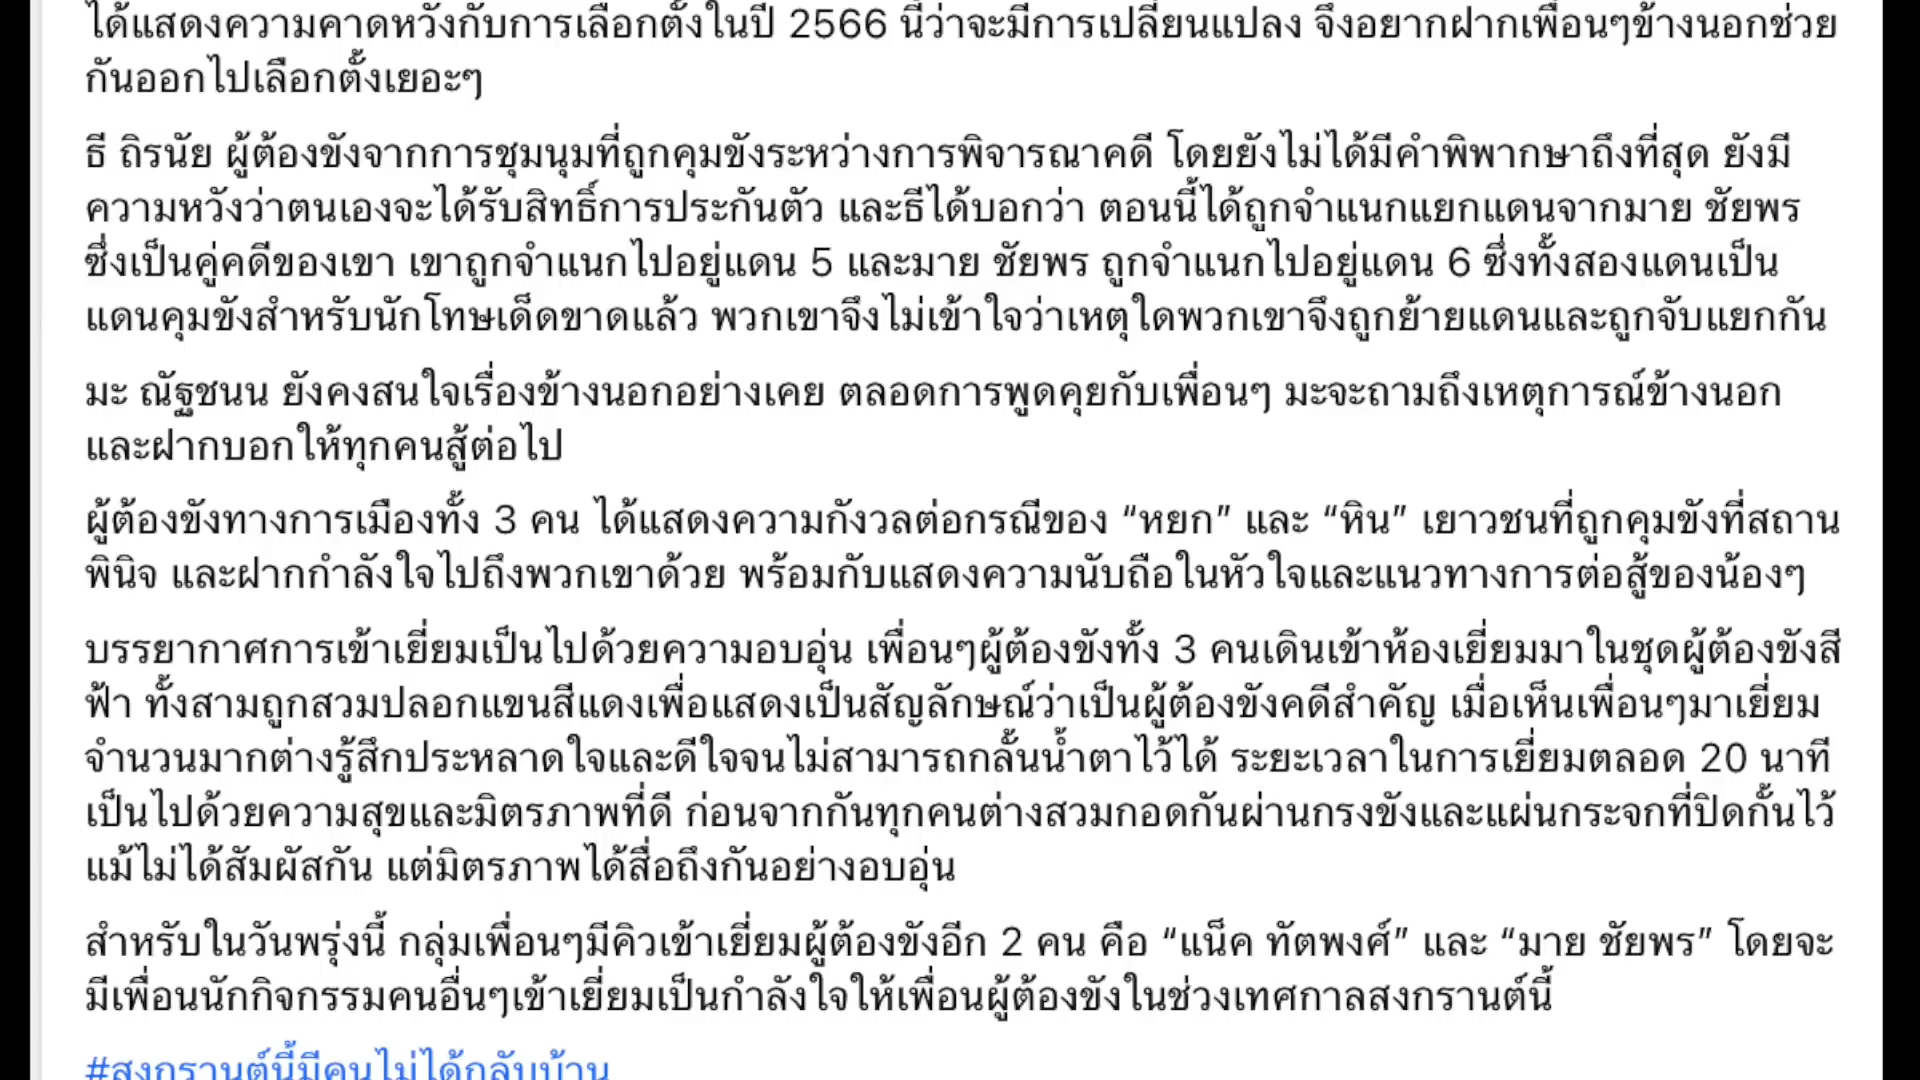 ได้แสดงความคาดหวังกับการเลือกตั้งในปี 2566 นี้ว่าจะมีการเปลี่ยนแปลง จึงอยากฝากเพื่อนๆข้างนอกช่วย
กันออกไปเลือกตั้งเยอะๆ
ธี ถิรนัย ผู้ต้องขังจากการชุมนุมที่ถูกคุมขังระหว่างการพิจารณาคดี โดยยังไม่ได้มีคำพิพากษาถึงที่สุด ยังมี
ความหวังว่าตนเองจะได้รับสิทธิ์การประกันตัว และธีได้บอกว่า ตอนนี้ได้ถูกจำแนกแยกแดนจากมาย ชัยพร
ซึ่งเป็นคู่คดีของเขา เขาถูกจำแนกไปอยู่แดน 5 และมาย ชัยพร ถูกจำแนกไปอยู่แดน 6 ซึ่งทั้งสองแดนเป็น
แดนคุมขังสำหรับนักโทษเด็ดขาดแล้ว พวกเขาจึงไม่เข้าใจว่าเหตุใดพวกเขาจึงถูกย้ายแดนและถูกจับแยกกัน
มะ ณัฐชนน ยังคงสนใจเรื่องข้างนอกอย่างเคย ตลอดการพูดคุยกับเพื่อนๆ มะจะถามถึงเหตุการณ์ข้างนอก
และฝากบอกให้ทุกคนสู้ต่อไป
ผู้ต้องขังทางการเมืองทั้ง 3 คน ได้แสดงความกังวลต่อกรณีของ “หยก” และ “หิน” เยาวชนที่ถูกคุมขังที่สถาน
พินิจ และฝากกำลังใจไปถึงพวกเขาด้วย พร้อมกับแสดงความนับถือในหัวใจและแนวทางการต่อสู้ของน้องๆ
บรรยากาศการเข้าเยี่ยมเป็นไปด้วยความอบอุ่น เพื่อนๆผู้ต้องขังทั้ง 3 คนเดินเข้าห้องเยี่ยมมาในชุดผู้ต้องขังสี
ฟ้า ทั้งสามถูกสวมปลอกแขนสีแดงเพื่อแสดงเป็นสัญลักษณ์ว่าเป็นผู้ต้องขังคดีสำคัญ เมื่อเห็นเพื่อนๆมาเยี่ยม
จำนวนมากต่างรู้สึกประหลาดใจและดีใจจนไม่สามารถกลั้นน้ำตาไว้ได้ ระยะเวลาในการเยี่ยมตลอด 20 นาที
เป็นไปด้วยความสุขและมิตรภาพที่ดี ก่อนจากกันทุกคนต่างสวมกอดกันผ่านกรงขังและแผ่นกระจกที่ปิดกั้นไว้
แม้ไม่ได้สัมผัสกัน แต่มิตรภาพได้สื่อถึงกันอย่างอบอุ่น
สำหรับในวันพรุ่งนี้ กลุ่มเพื่อนๆมีคิวเข้าเยี่ยมผู้ต้องขังอีก 2 คน คือ “แน็ค ทัตพงศ์” และ “มาย ชัยพร” โดยจะ
มีเพื่อนนักกิจกรรมคนอื่นๆเข้าเยี่ยมเป็นกำลังใจให้เพื่อนผู้ต้องขังในช่วงเทศกาลสงกรานต์นี้
#สงกรานต์นี้มีคนไม่ได้กลับบ้าน